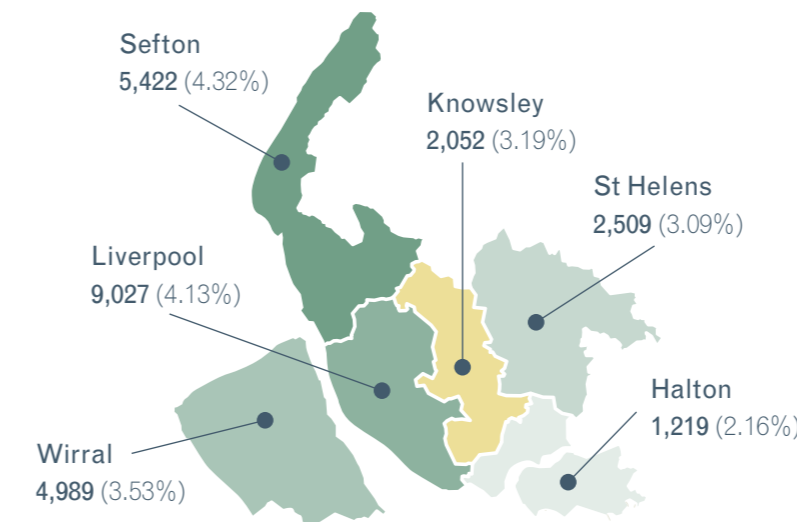 Sefton
5,422 (4.32%)
Knowsley
2,052 (3.19%)
St Helens
2,509 (3.09%)
Liverpool
9,027 (4.13%)
Halton
1,219 (2.16%)
Wirral
4,989 (3.53%)